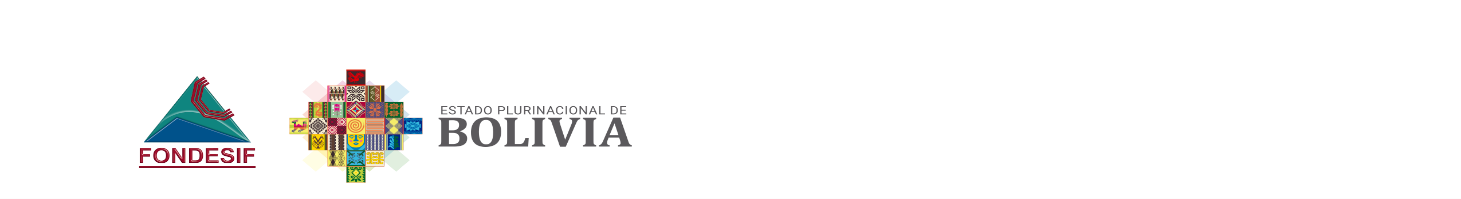 FONDESIF
ESTADO PLURINACIONAL DE
BOLIVIA